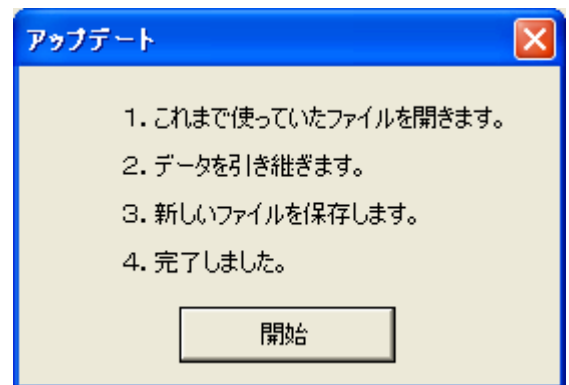 アップデート
1. これまで使っていたファイルを開きます。
2. データを引き継ぎます。
3. 新しいファイルを保存します。
4. 完了しました。
開始